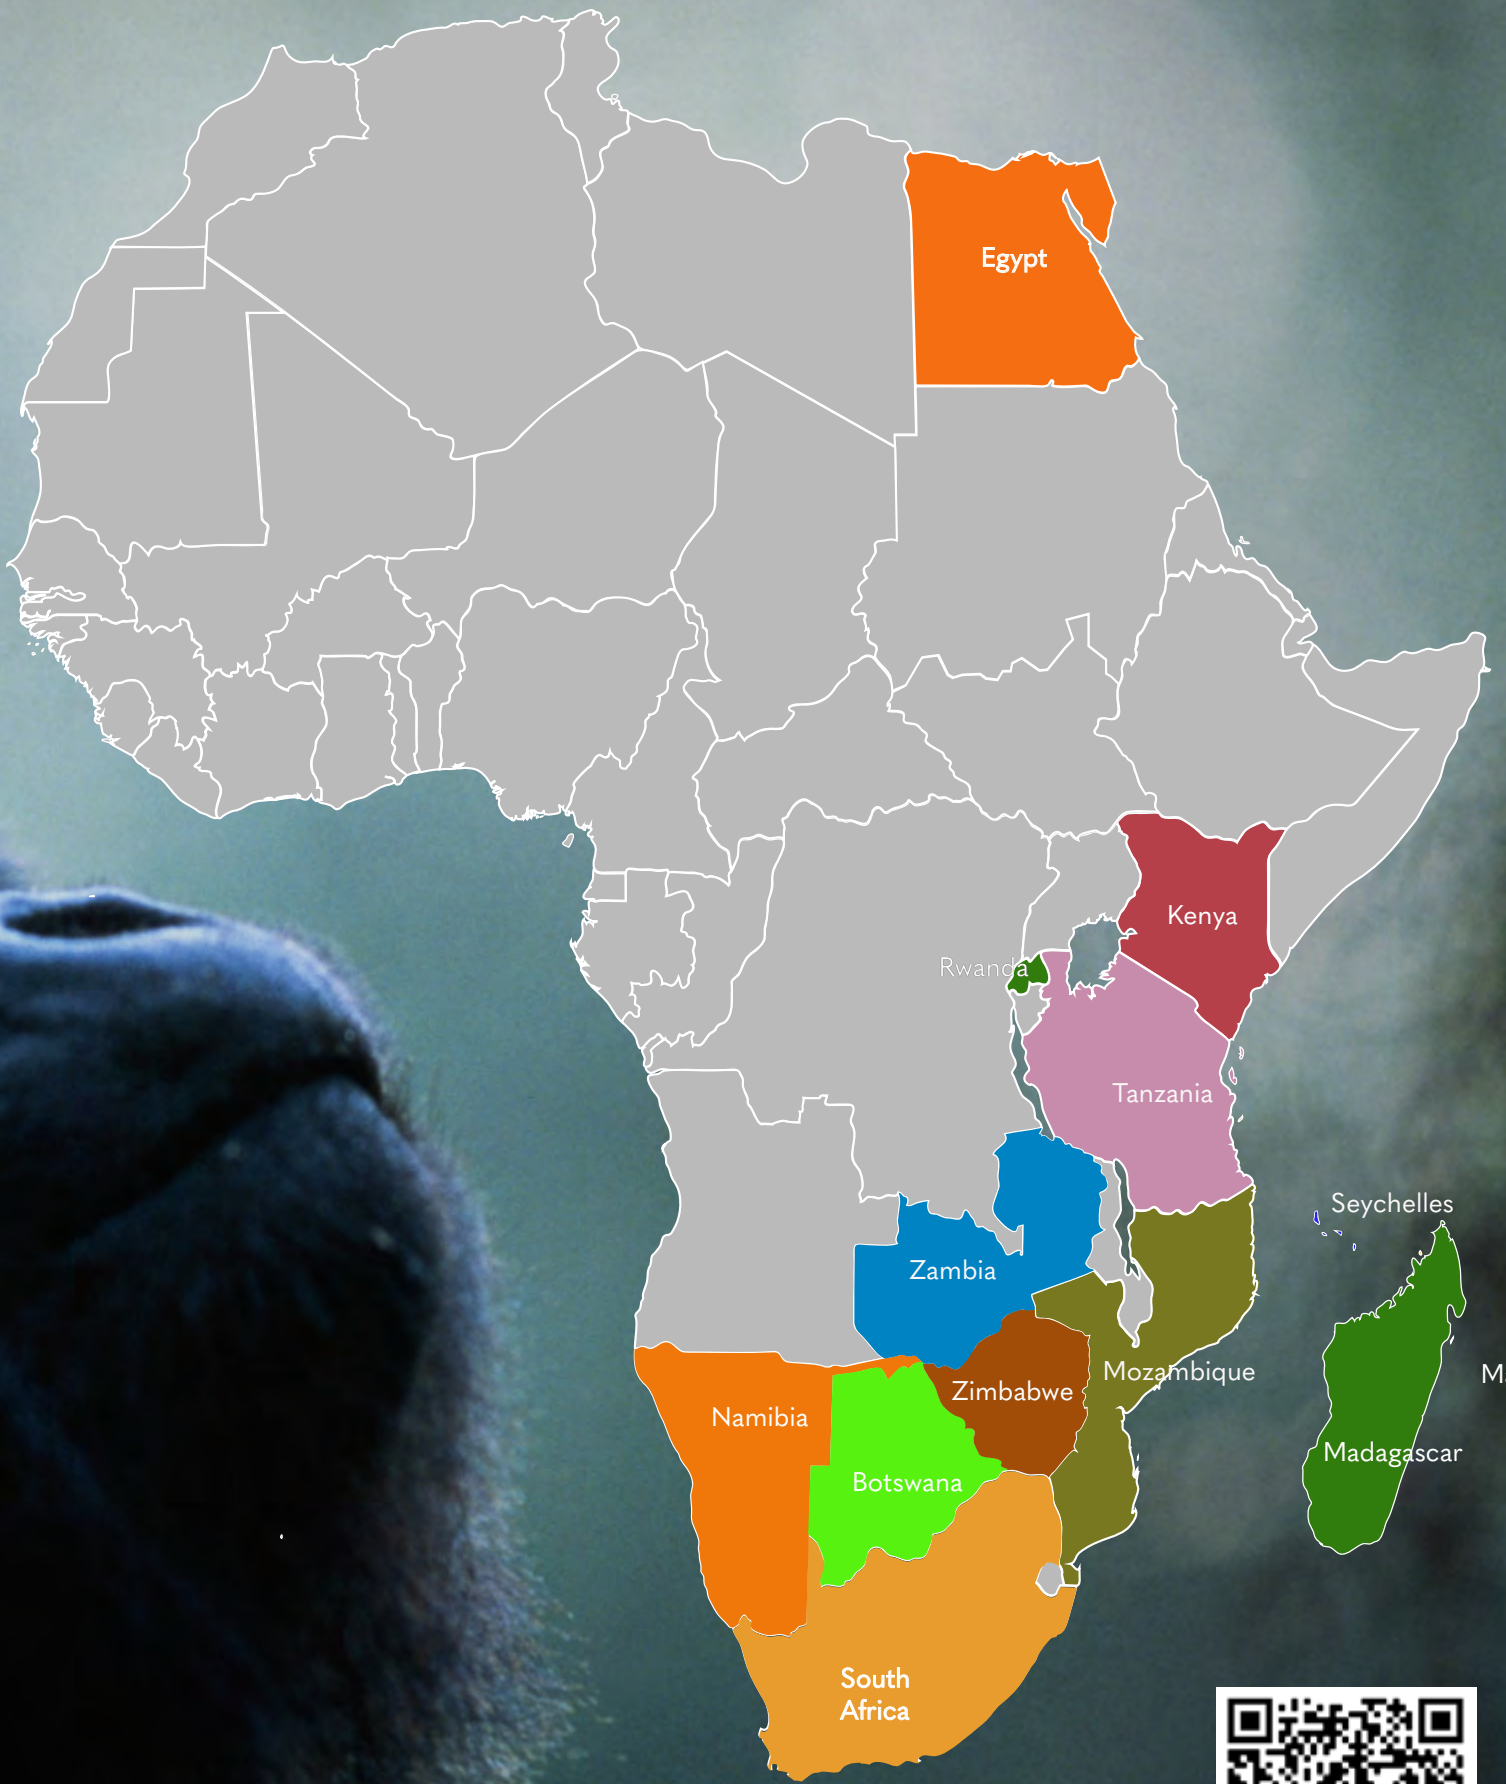 Egypt
Kenya
Rwanda
Tanzania
Seychelles
Zambia
Mozambique
Zimbabwe
Namibia
Madagascar
Botswana
South
Africa